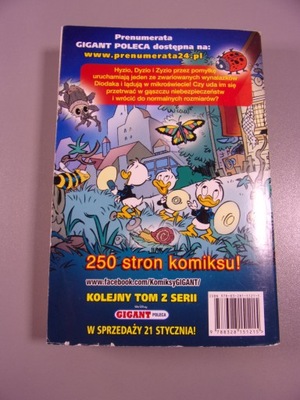 Prenumerata
GIGANT POLECA dostępna na:
www.prenumerata24.pl
Hyzio, Dyzio i Zyzio przez pomyłkę
uruchamiają jeden ze zwariowanych wynalazków
Diodaka i lądują w mikroświecie! Czy uda im się
przetrwać w gąszczu niebezpieczeństw
i wrócić do normalnych rozmiarów?
250 stron komiksu!
www.facebook.com/KomiksyGIGANT/
KOLEJNY TOM Z SERII
GIGANT POLECA
W SPRZEDAŻY 21 STYCZNIA!